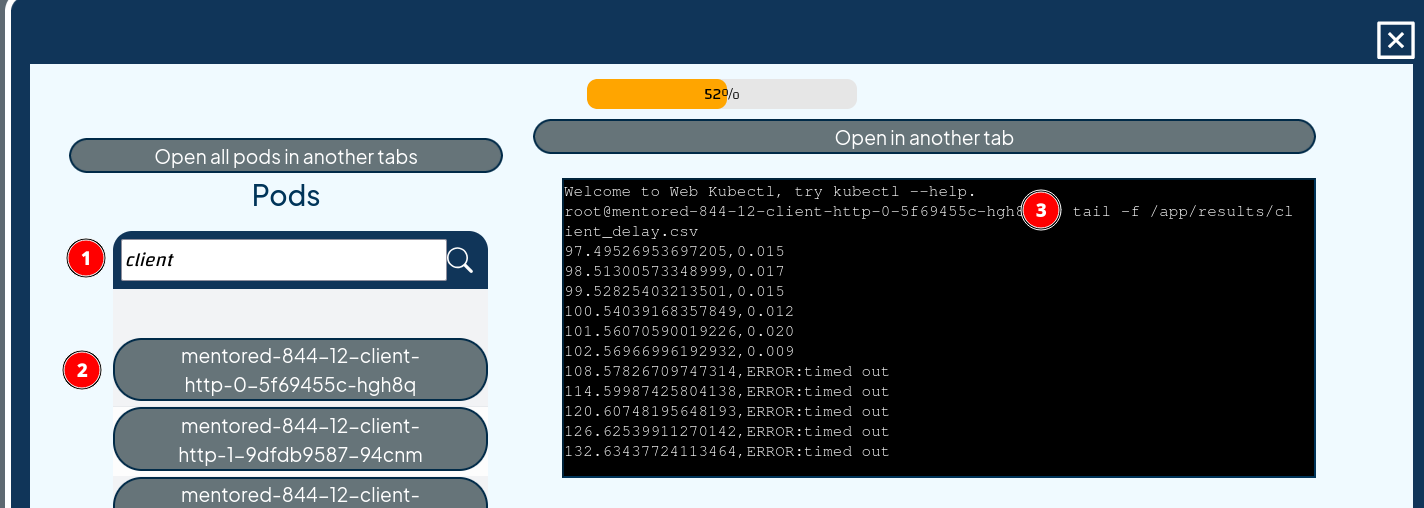 52%
Open all pods in another tabs
Open in another tab
Pods
1
client
2
mentored-844-12-client-
http-0-5f69455c-hgh8q
mentored-844-12-client-
http-1-9dfdb9587-94cnm
mentored-844-12-client-
Welcome to Web Kubectl, try kubectl --help.
root@mentored-844-12-client-http-0-5f69455c-hgh8 3 tail -f /app/results/cl
ient_delay.csv
97.49526953697205,0.015
98.51300573348999,0.017
99.52825403213501,0.015
100.54039168357849,0.012
101.56070590019226,0.020
102.56966996192932,0.009
108.57826709747314,ERROR:timed out
114.59987425804138,ERROR:timed out
120.60748195648193,ERROR:timed out
126.62539911270142,ERROR:timed out
132.63437724113464,ERROR:timed out